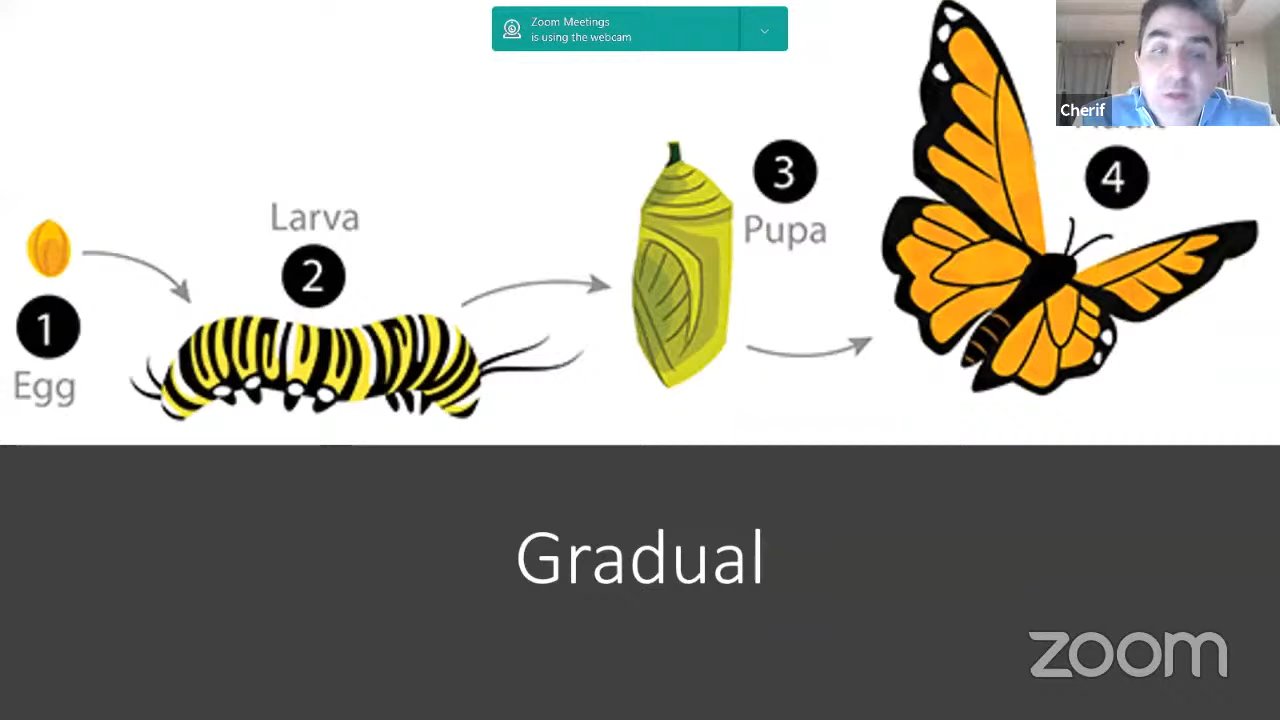 Zoom Meetings
is using the webcam
Cherif
4
3
Pupa
Larva
2
1
Egg
Gradual
zoom